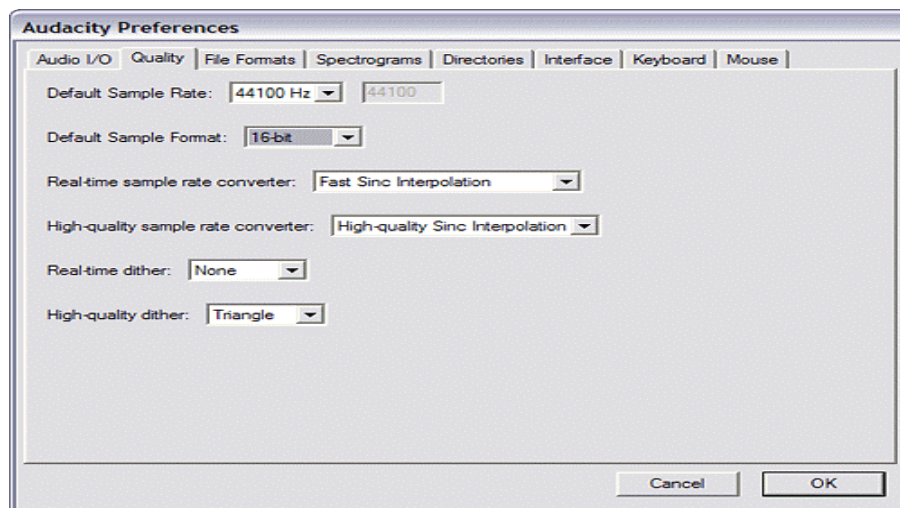 Audacity Preferences
Audio I/O Quality File Formats Spectrograms Directories Interface Keyboard Mouse
Default Sample Rate: 44100 Hz 44100
Default Sample Format: 16-bit
Real-time sample rate converter: Fast Sinc Interpolation
High-quality sample rate converter: High-quality Sinc Interpolation
Real-time dither: None
High-quality dither: Triangle
Cancel OK